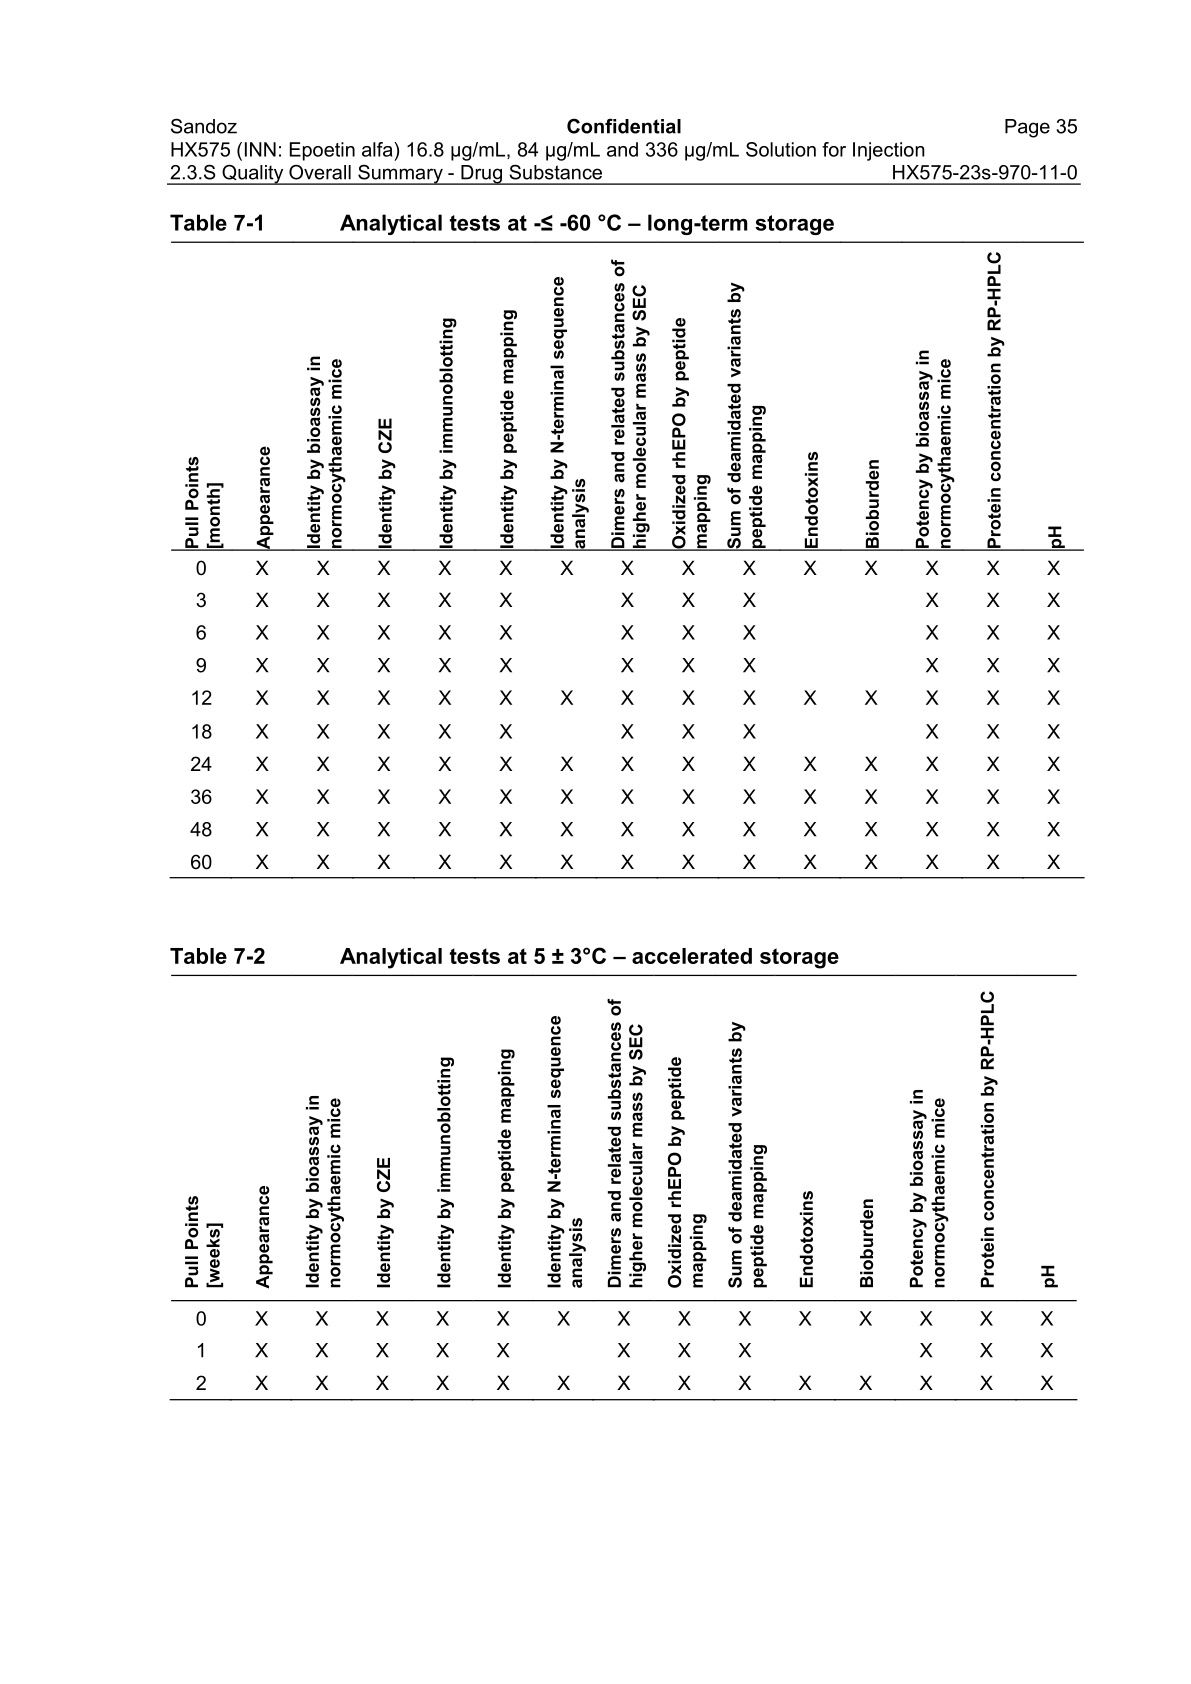 Sandoz Confidential Page 35
HX575 (INN: Epoetin alfa) 16.8 µg/mL, 84 µg/mL and 336 µg/mL Solution for Injection
2.3.S Quality Overall Summary - Drug Substance HX575-23s-970-11-0
Table 7-1 Analytical tests at -≤ -60 °C – long-term storage
Pull Points
[month]
Appearance
Identity by bioassay in
normocythaemic mice
Identity by CZE
Identity by immunoblotting
Identity by peptide mapping
Identity by N-terminal sequence
analysis
Dimers and related substances of
higher molecular mass by SEC
Oxidized rhEPO by peptide
mapping
Sum of deamidated variants by
peptide mapping
Endotoxins
Bioburden
Potency by bioassay in
normocythaemic mice
Protein concentration by RP-HPLC
pH
0 X X X X X X X X X X X X X X
3 X X X X X X X X X X X
6 X X X X X X X X X X X
9 X X X X X X X X X X X
12 X X X X X X X X X X X X X X
18 X X X X X X X X X X X
24 X X X X X X X X X X X X X X
36 X X X X X X X X X X X X X X
48 X X X X X X X X X X X X X X
60 X X X X X X X X X X X X X X
Table 7-2 Analytical tests at 5 ± 3°C – accelerated storage
Pull Points
[weeks]
Appearance
Identity by bioassay in
normocythaemic mice
Identity by CZE
Identity by immunoblotting
Identity by peptide mapping
Identity by N-terminal sequence
analysis
Dimers and related substances of
higher molecular mass by SEC
Oxidized rhEPO by peptide
mapping
Sum of deamidated variants by
peptide mapping
Endotoxins
Bioburden
Potency by bioassay in
normocythaemic mice
Protein concentration by RP-HPLC
pH
0 X X X X X X X X X X X X X X
1 X X X X X X X X X X X
2 X X X X X X X X X X X X X X